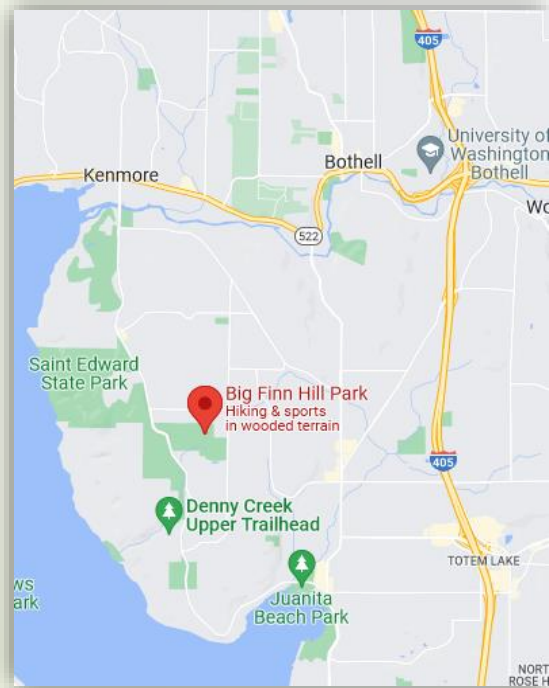 405
University of
Washington
Bothell
Bothell
Kenmore
Wo
522
Saint Edward
State Park
Big Finn Hill Park
Hiking & sports
in wooded terrain
405
Denny Creek
Upper Trailhead
TOTEM LAKE
ws
ark
Juanita
Beach Park
NORT
ROSE H